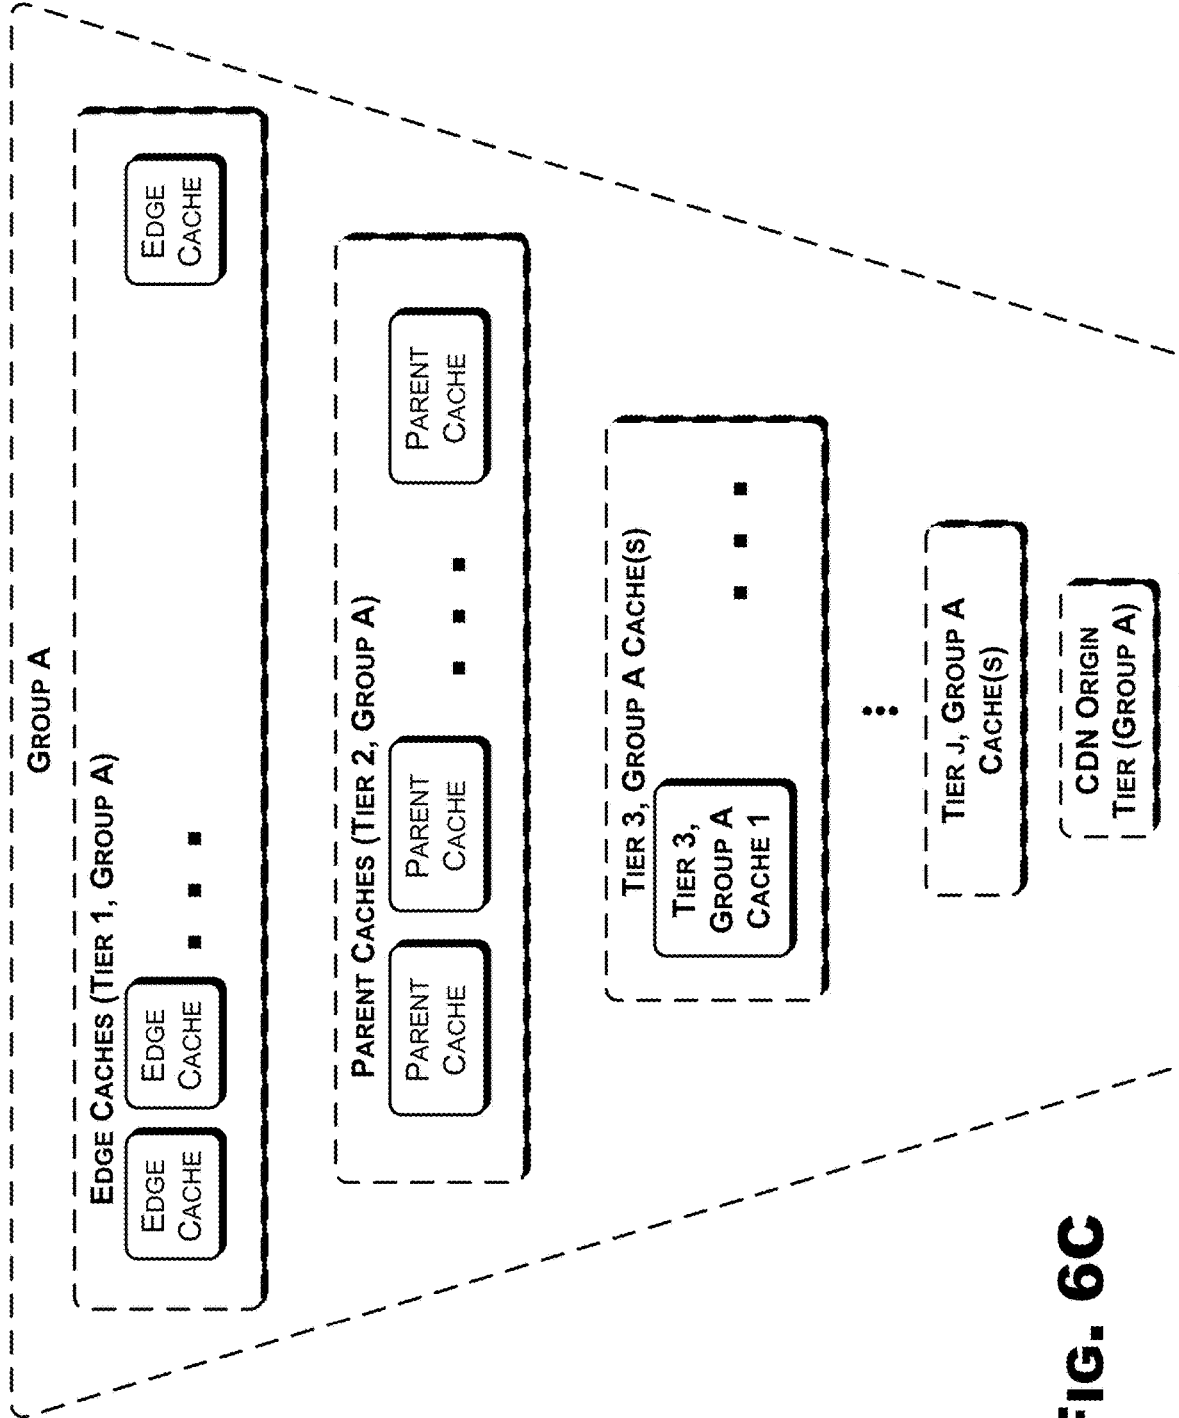 GROUP A
EDGE CACHES (TIER 1, GROUP A)
EDGE
CACHE
EDGE
CACHE
EDGE
CACHE
PARENT CACHES (TIER 2, GROUP A)
PARENT
CACHE
PARENT
CACHE
PARENT
CACHE
TIER 3, GROUP A CACHE(S)
TIER 3,
GROUP A
CACHE 1
TIER J, GROUP A
CACHE(S)
CDN ORIGIN
TIER (GROUP A)
FIG. 6C